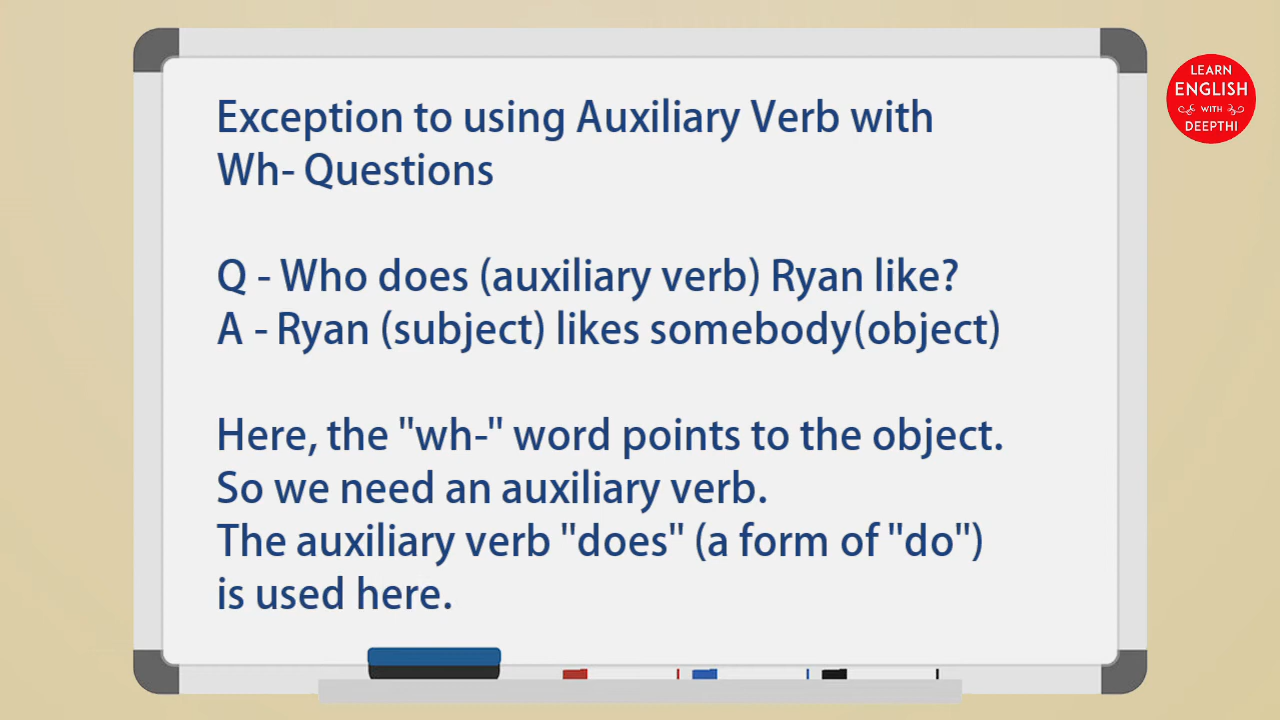 Exception to using Auxiliary Verb with
Wh- Questions
Q - Who does (auxiliary verb) Ryan like?
A - Ryan (subject) likes somebody(object)
Here, the "wh-" word points to the object.
So we need an auxiliary verb.
The auxiliary verb "does" (a form of "do")
is used here.
LEARN
ENGLISH
WITH
DEEPTHI